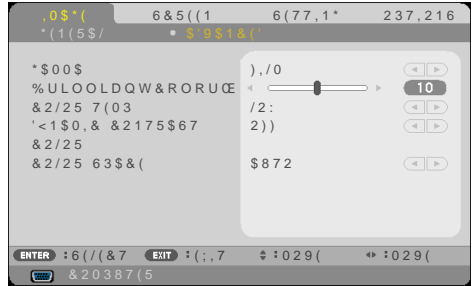 ,0$*( 6&5((1 6(77,1* 237,216
*(1(5$/ • $'9$1&('
*$00$ ),/0
%ULOOLDQW&RORUŒ 10
&2/25 7(03 /2:
'<1$0,& &2175$67 2))
&2/25
&2/25 63$&( $872
ENTER :6(/(&7 EXIT :(;,7 :029( :029(
&20387(5